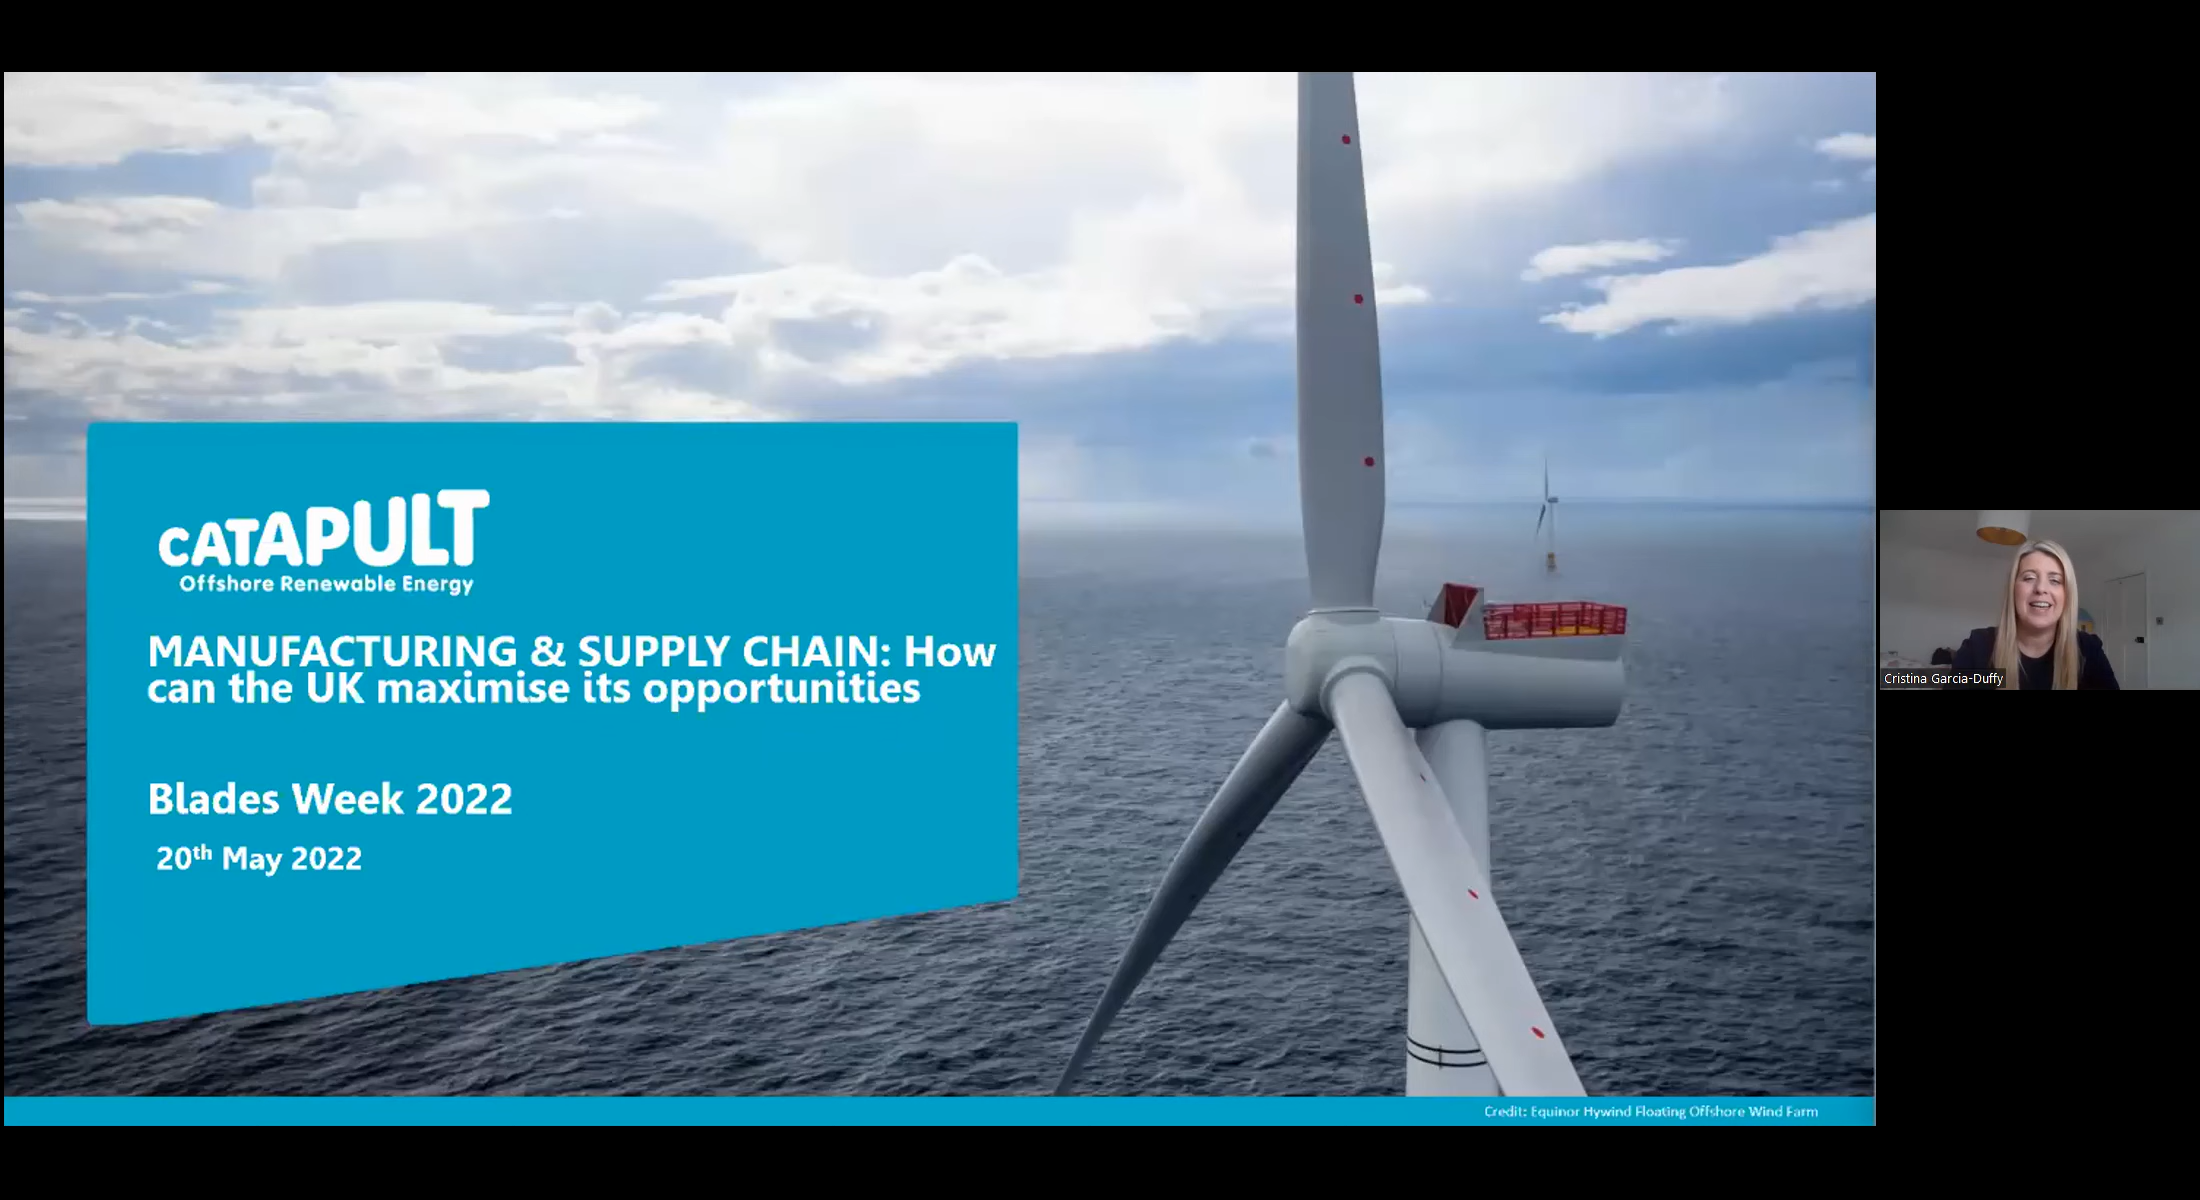 CATAPULT
Offshore Renewable Energy
MANUFACTURING & SUPPLY CHAIN: How
can the UK maximise its opportunities
Blades Week 2022
20th May 2022
Cristina Garcia-Duffy
Credit: Equinor Hywind Floating Offshore Wind Farm